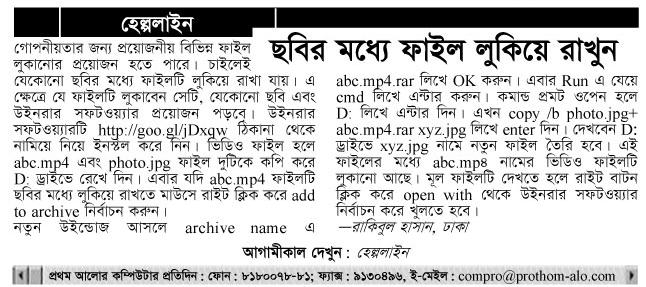 হেল্পলাইন
ছবির মধ্যে ফাইল লুকিয়ে রাখুন
গোপনীয়তার জন্য প্রয়োজনীয় বিভিন্ন ফাইল
লুকানোর প্রয়োজন হতে পারে। চাইলেই
যেকোনো ছবির মধ্যে ফাইলটি লুকিয়ে রাখা যায়। এ
ক্ষেত্রে যে ফাইলটি লুকাবেন সেটি, যেকোনো ছবি এবং
উইনরার সফটওয়্যার প্রয়োজন পড়বে। উইনরার
সফটওয়্যারটি http://goo.gl/jDxqw ঠিকানা থেকে
নামিয়ে নিয়ে ইনস্টল করে নিন। ভিডিও ফাইল হলে
abc.mp4 এবং photo.jpg ফাইল দুটিকে কপি করে
D: ড্রাইভে রেখে দিন। এবার যদি abc.mp4 ফাইলটি
ছবির মধ্যে লুকিয়ে রাখতে মাউসে রাইট ক্লিক করে add
to archive নির্বাচন করুন।
নতুন উইন্ডোজ আসলে archive name এ
abc.mp4.rar লিখে OK করুন। এবার Run এ যেয়ে
cmd লিখে এন্টার করুন। কমান্ড প্রমট ওপেন হলে
D: লিখে এন্টার দিন। এখন copy /b photo.jpg+
abc.mp4.rar xyz.jpg লিখে enter দিন। দেখবেন D:
ড্রাইভে xyz.jpg নামে নতুন ফাইল তৈরি হবে। এই
ফাইলের মধ্যে abc.mp8 নামের ভিডিও ফাইলটি
লুকানো আছে। মূল ফাইলটি দেখতে হলে রাইট বাটন
ক্লিক করে open with থেকে উইনরার সফটওয়্যার
নির্বাচন করে খুলতে হবে।
—রাকিবুল হাসান, ঢাকা
আগামীকাল দেখুন : হেল্পলাইন
প্রথম আলোর কম্পিউটার প্রতিদিন : ফোন : ৮১৮০০৭৮-৮১; ফ্যাক্স : ৯১৩০৪৯৬, ই-মেইল : compro@prothom-alo.com